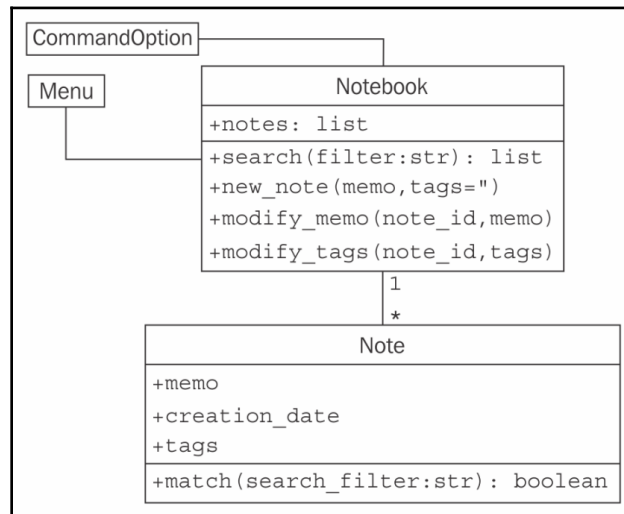 CommandOption
Menu
Notebook
+notes: list
+search(filter:str): list
+new_note(memo,tags=")
+modify_memo(note_id,memo)
+modify_tags(note_id,tags)
1
*
Note
+memo
+creation_date
+tags
+match(search_filter:str): boolean